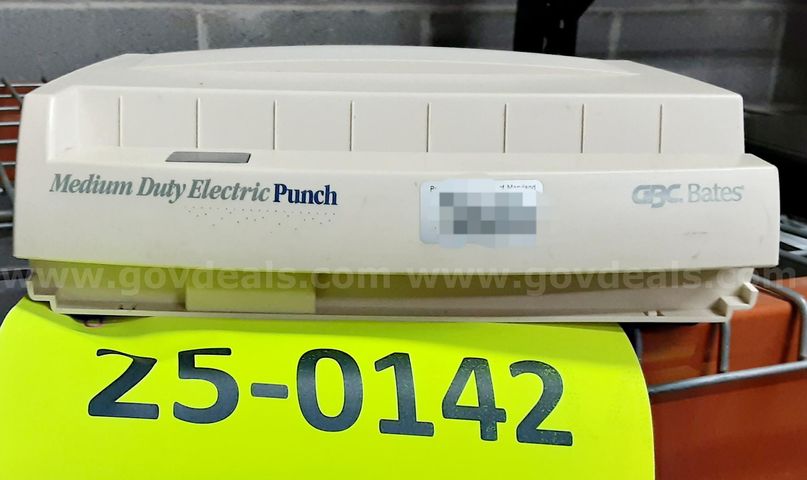 Medium Duty Electric Punch
GBC Bates
www.govdeals.com www.govdeals.com
25-0142